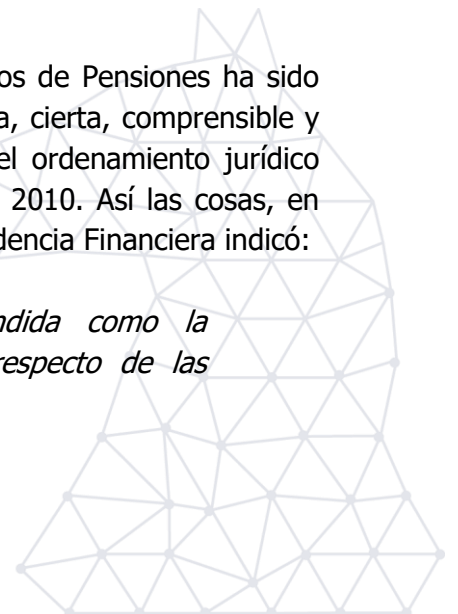 os de Pensiones ha sido
a, cierta, comprensible y
el ordenamiento jurídico
2010. Así las cosas, en
dencia Financiera indicó:
ndida como la
respecto de las